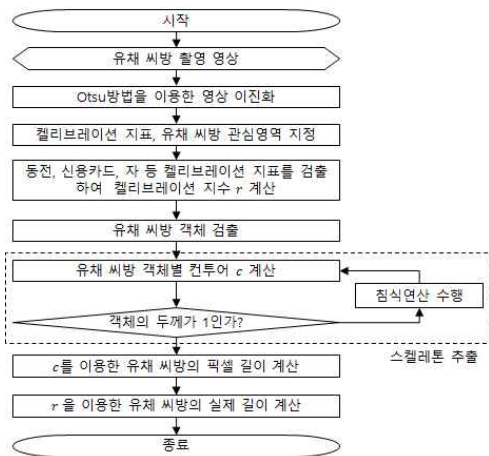 시작
유채 씨방 촬영 영상
Otsu방법을 이용한 영상 이진화
켈리브레이션 지표, 유채 씨방 관심영역 지정
동전, 신용카드, 자 등 켈리브레이션 지표를 검출
하여 켈리브레이션 지수 r 계산
유채 씨방 객체 검출
유채 씨방 객체별 컨투어 c 계산
침식연산 수행
객체의 두께가 1인가?
스켈레톤 추출
c를 이용한 유채 씨방의 픽셀 길이 계산
r 을 이용한 유체 씨방의 실제 길이 계산
종료